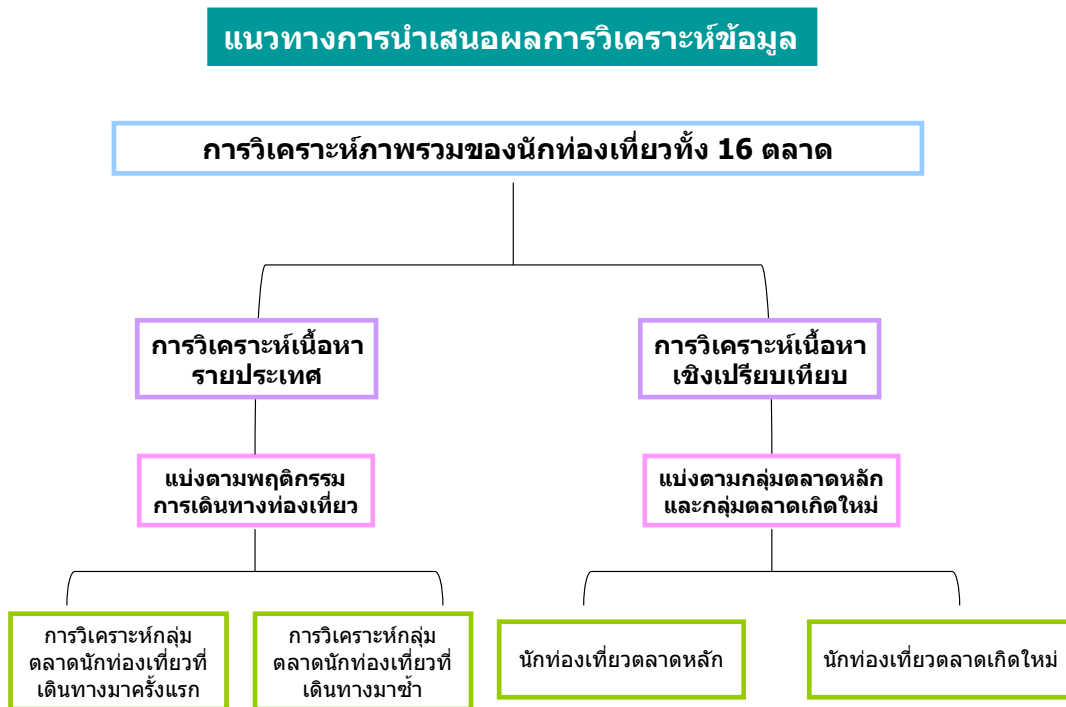 แนวทางการนำเสนอผลการวิเคราะห์ข้อมูล
การวิเคราะห์ภาพรวมของนักท่องเที่ยวทั้ง 16 ตลาด
การวิเคราะห์เนื้อหา
รายประเทศ
การวิเคราะห์เนื้อหา
เชิงเปรียบเทียบ
แบ่งตามพฤติกรรม
การเดินทางท่องเที่ยว
แบ่งตามกลุ่มตลาดหลัก
และกลุ่มตลาดเกิดใหม่
การวิเคราะห์กลุ่ม
ตลาดนักท่องเที่ยวที่
เดินทางมาครั้งแรก
การวิเคราะห์กลุ่ม
ตลาดนักท่องเที่ยวที่
เดินทางมาซ้ำ
นักท่องเที่ยวตลาดหลัก
นักท่องเที่ยวตลาดเกิดใหม่